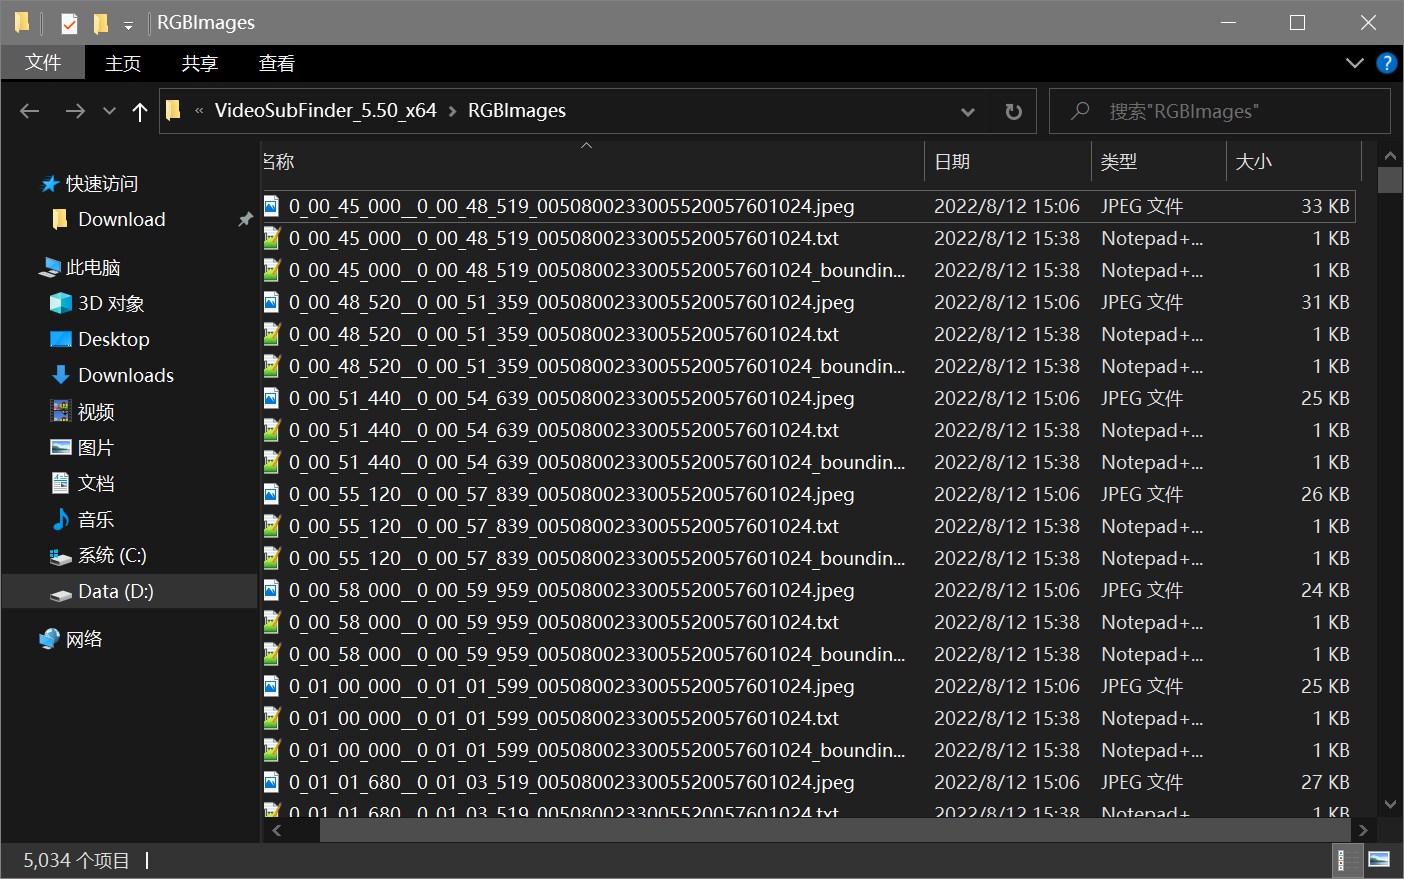 RGBImages
文件 主页 共享 查看
« VideoSubFinder_5.50_x64 › RGBImages
搜索"RGBImages"
快速访问
Download
此电脑
3D 对象
Desktop
Downloads
视频
图片
文档
音乐
系统 (C:)
Data (D:)
网络
名称 日期 类型 大小
0_00_45_000__0_00_48_519_0050800233005520057601024.jpeg 2022/8/12 15:06 JPEG 文件 33 KB
0_00_45_000__0_00_48_519_0050800233005520057601024.txt 2022/8/12 15:38 Notepad+... 1 KB
0_00_45_000__0_00_48_519_0050800233005520057601024_boundin... 2022/8/12 15:38 Notepad+... 1 KB
0_00_48_520__0_00_51_359_0050800233005520057601024.jpeg 2022/8/12 15:06 JPEG 文件 31 KB
0_00_48_520__0_00_51_359_0050800233005520057601024.txt 2022/8/12 15:38 Notepad+... 1 KB
0_00_48_520__0_00_51_359_0050800233005520057601024_boundin... 2022/8/12 15:38 Notepad+... 1 KB
0_00_51_440__0_00_54_639_0050800233005520057601024.jpeg 2022/8/12 15:06 JPEG 文件 25 KB
0_00_51_440__0_00_54_639_0050800233005520057601024.txt 2022/8/12 15:38 Notepad+... 1 KB
0_00_51_440__0_00_54_639_0050800233005520057601024_boundin... 2022/8/12 15:38 Notepad+... 1 KB
0_00_55_120__0_00_57_839_0050800233005520057601024.jpeg 2022/8/12 15:06 JPEG 文件 26 KB
0_00_55_120__0_00_57_839_0050800233005520057601024.txt 2022/8/12 15:38 Notepad+... 1 KB
0_00_55_120__0_00_57_839_0050800233005520057601024_boundin... 2022/8/12 15:38 Notepad+... 1 KB
0_00_58_000__0_00_59_959_0050800233005520057601024.jpeg 2022/8/12 15:06 JPEG 文件 24 KB
0_00_58_000__0_00_59_959_0050800233005520057601024.txt 2022/8/12 15:38 Notepad+... 1 KB
0_00_58_000__0_00_59_959_0050800233005520057601024_boundin... 2022/8/12 15:38 Notepad+... 1 KB
0_01_00_000__0_01_01_599_0050800233005520057601024.jpeg 2022/8/12 15:06 JPEG 文件 25 KB
0_01_00_000__0_01_01_599_0050800233005520057601024.txt 2022/8/12 15:38 Notepad+... 1 KB
0_01_00_000__0_01_01_599_0050800233005520057601024_boundin... 2022/8/12 15:38 Notepad+... 1 KB
0_01_01_680__0_01_03_519_0050800233005520057601024.jpeg 2022/8/12 15:06 JPEG 文件 27 KB
0_01_01_680__0_01_03_519_0050800233005520057601024.txt 2022/8/12 15:38 Notepad+... 1 KB
5,034 个项目